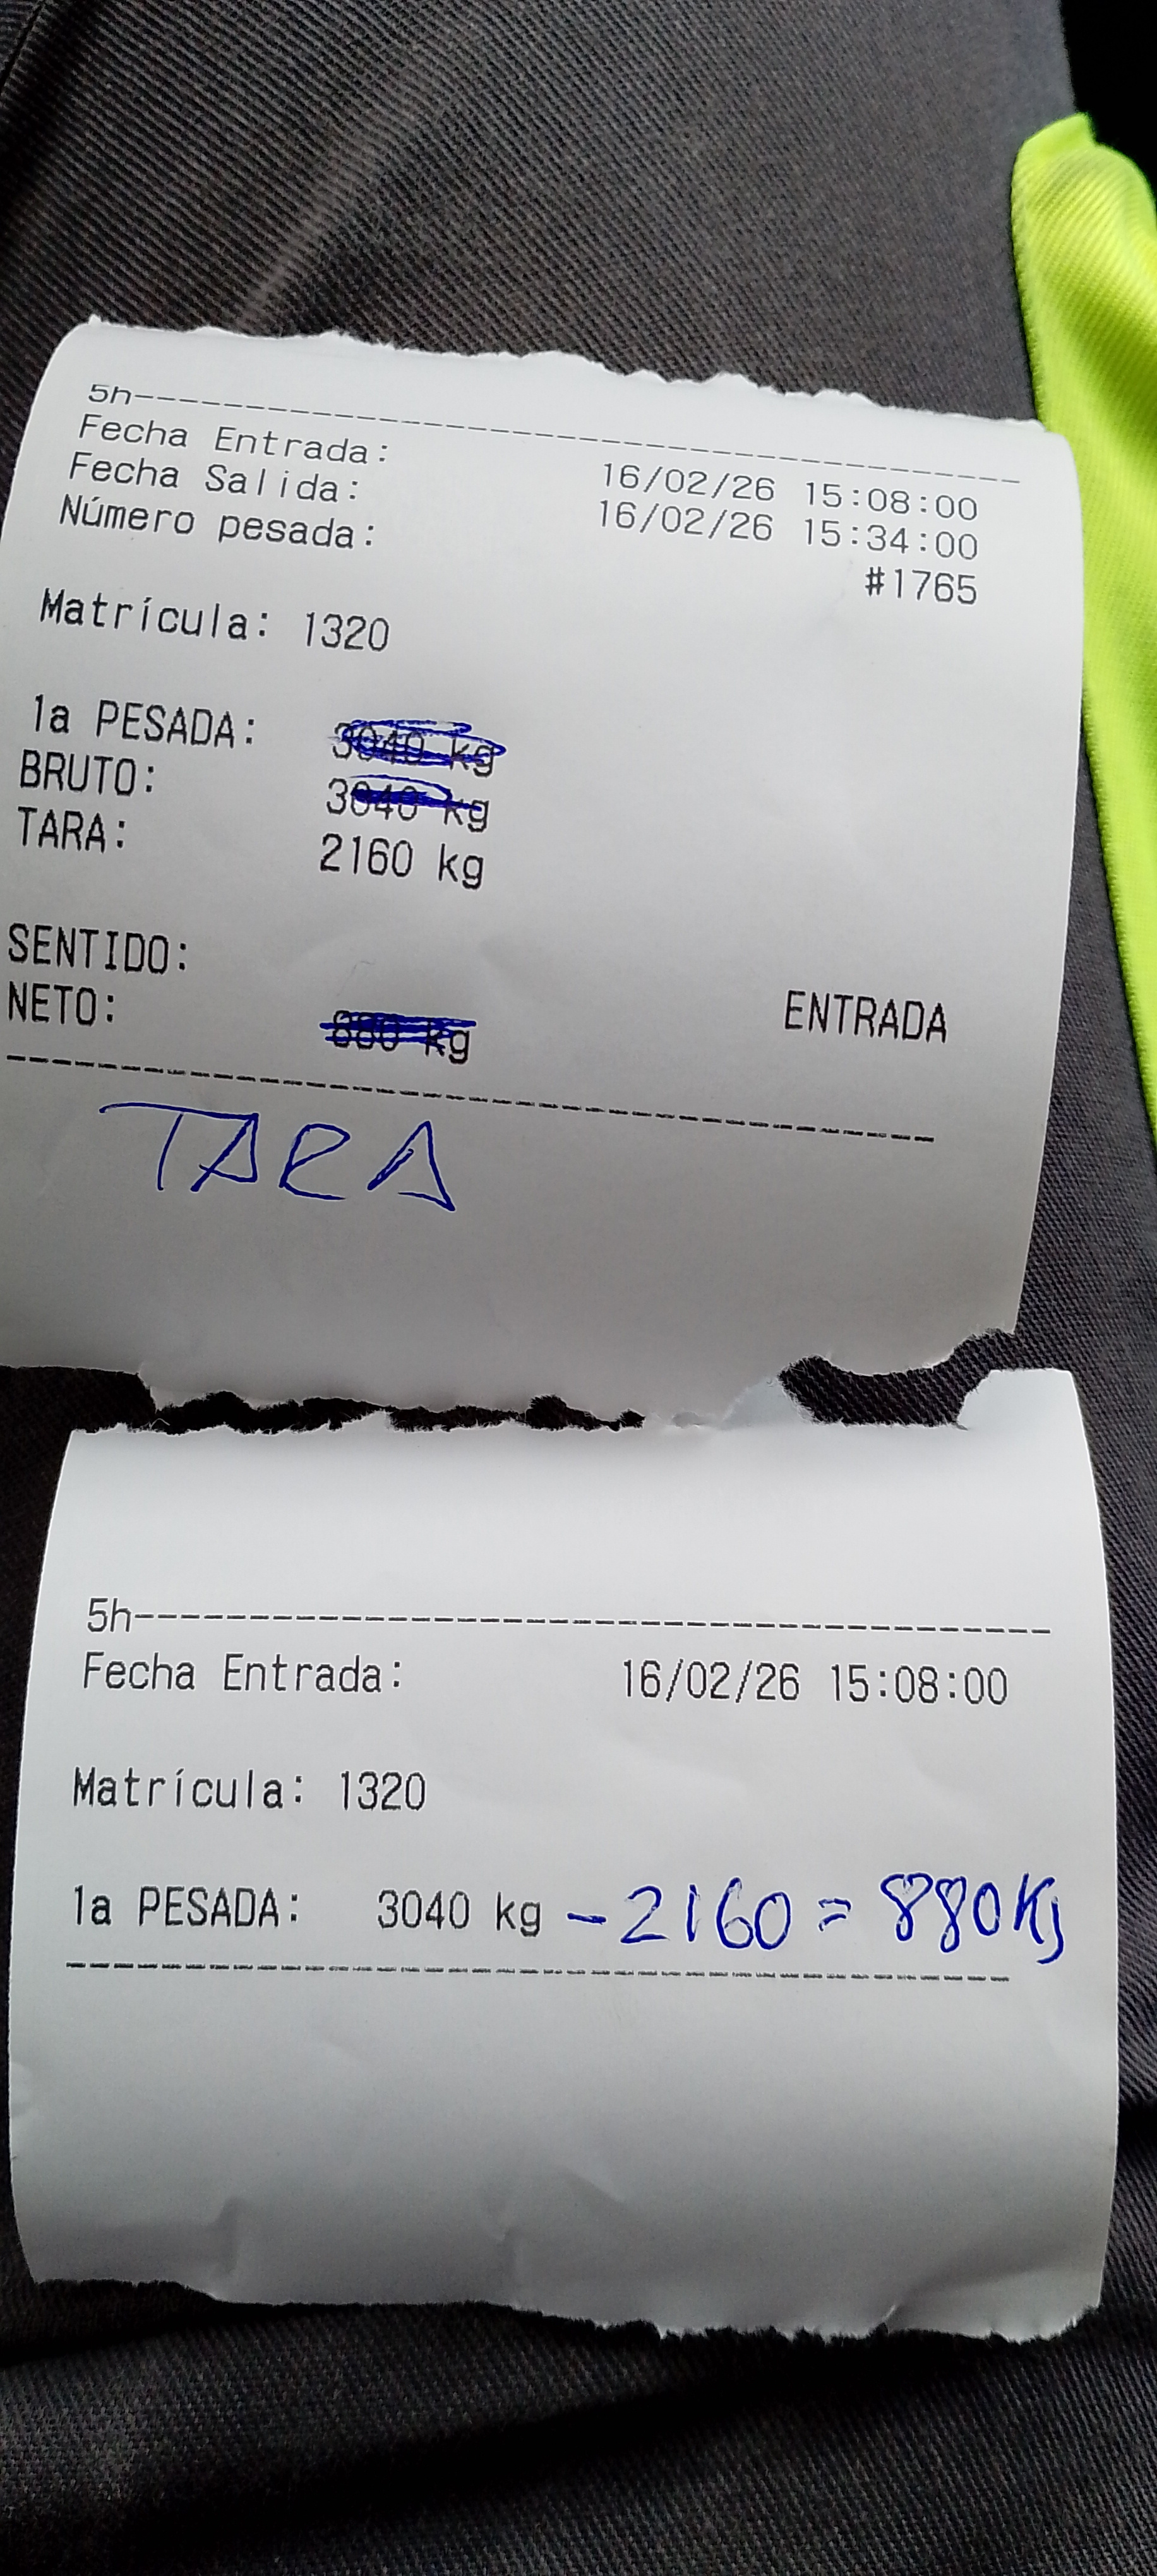 5h--------------------------------------
Fecha Entrada: 16/02/26 15:08:00
Fecha Salida: 16/02/26 15:34:00
Número pesada: #1765
Matrícula: 1320
1a PESADA: 3040 kg
BRUTO: 3040 kg
TARA: 2160 kg
SENTIDO: ENTRADA
NETO: 880 kg
TARA
5h--------------------------------------
Fecha Entrada: 16/02/26 15:08:00
Matrícula: 1320
1a PESADA: 3040 kg - 2160 = 880 Kg